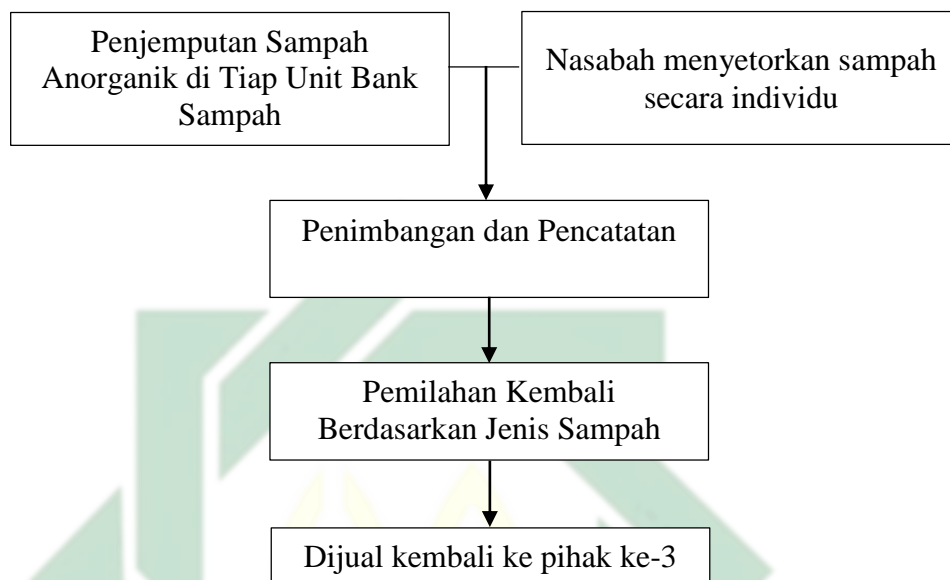 Penjemputan Sampah
Anorganik di Tiap Unit Bank
Sampah
Nasabah menyetorkan sampah
secara individu
Penimbangan dan Pencatatan
Pemilahan Kembali
Berdasarkan Jenis Sampah
Dijual kembali ke pihak ke-3